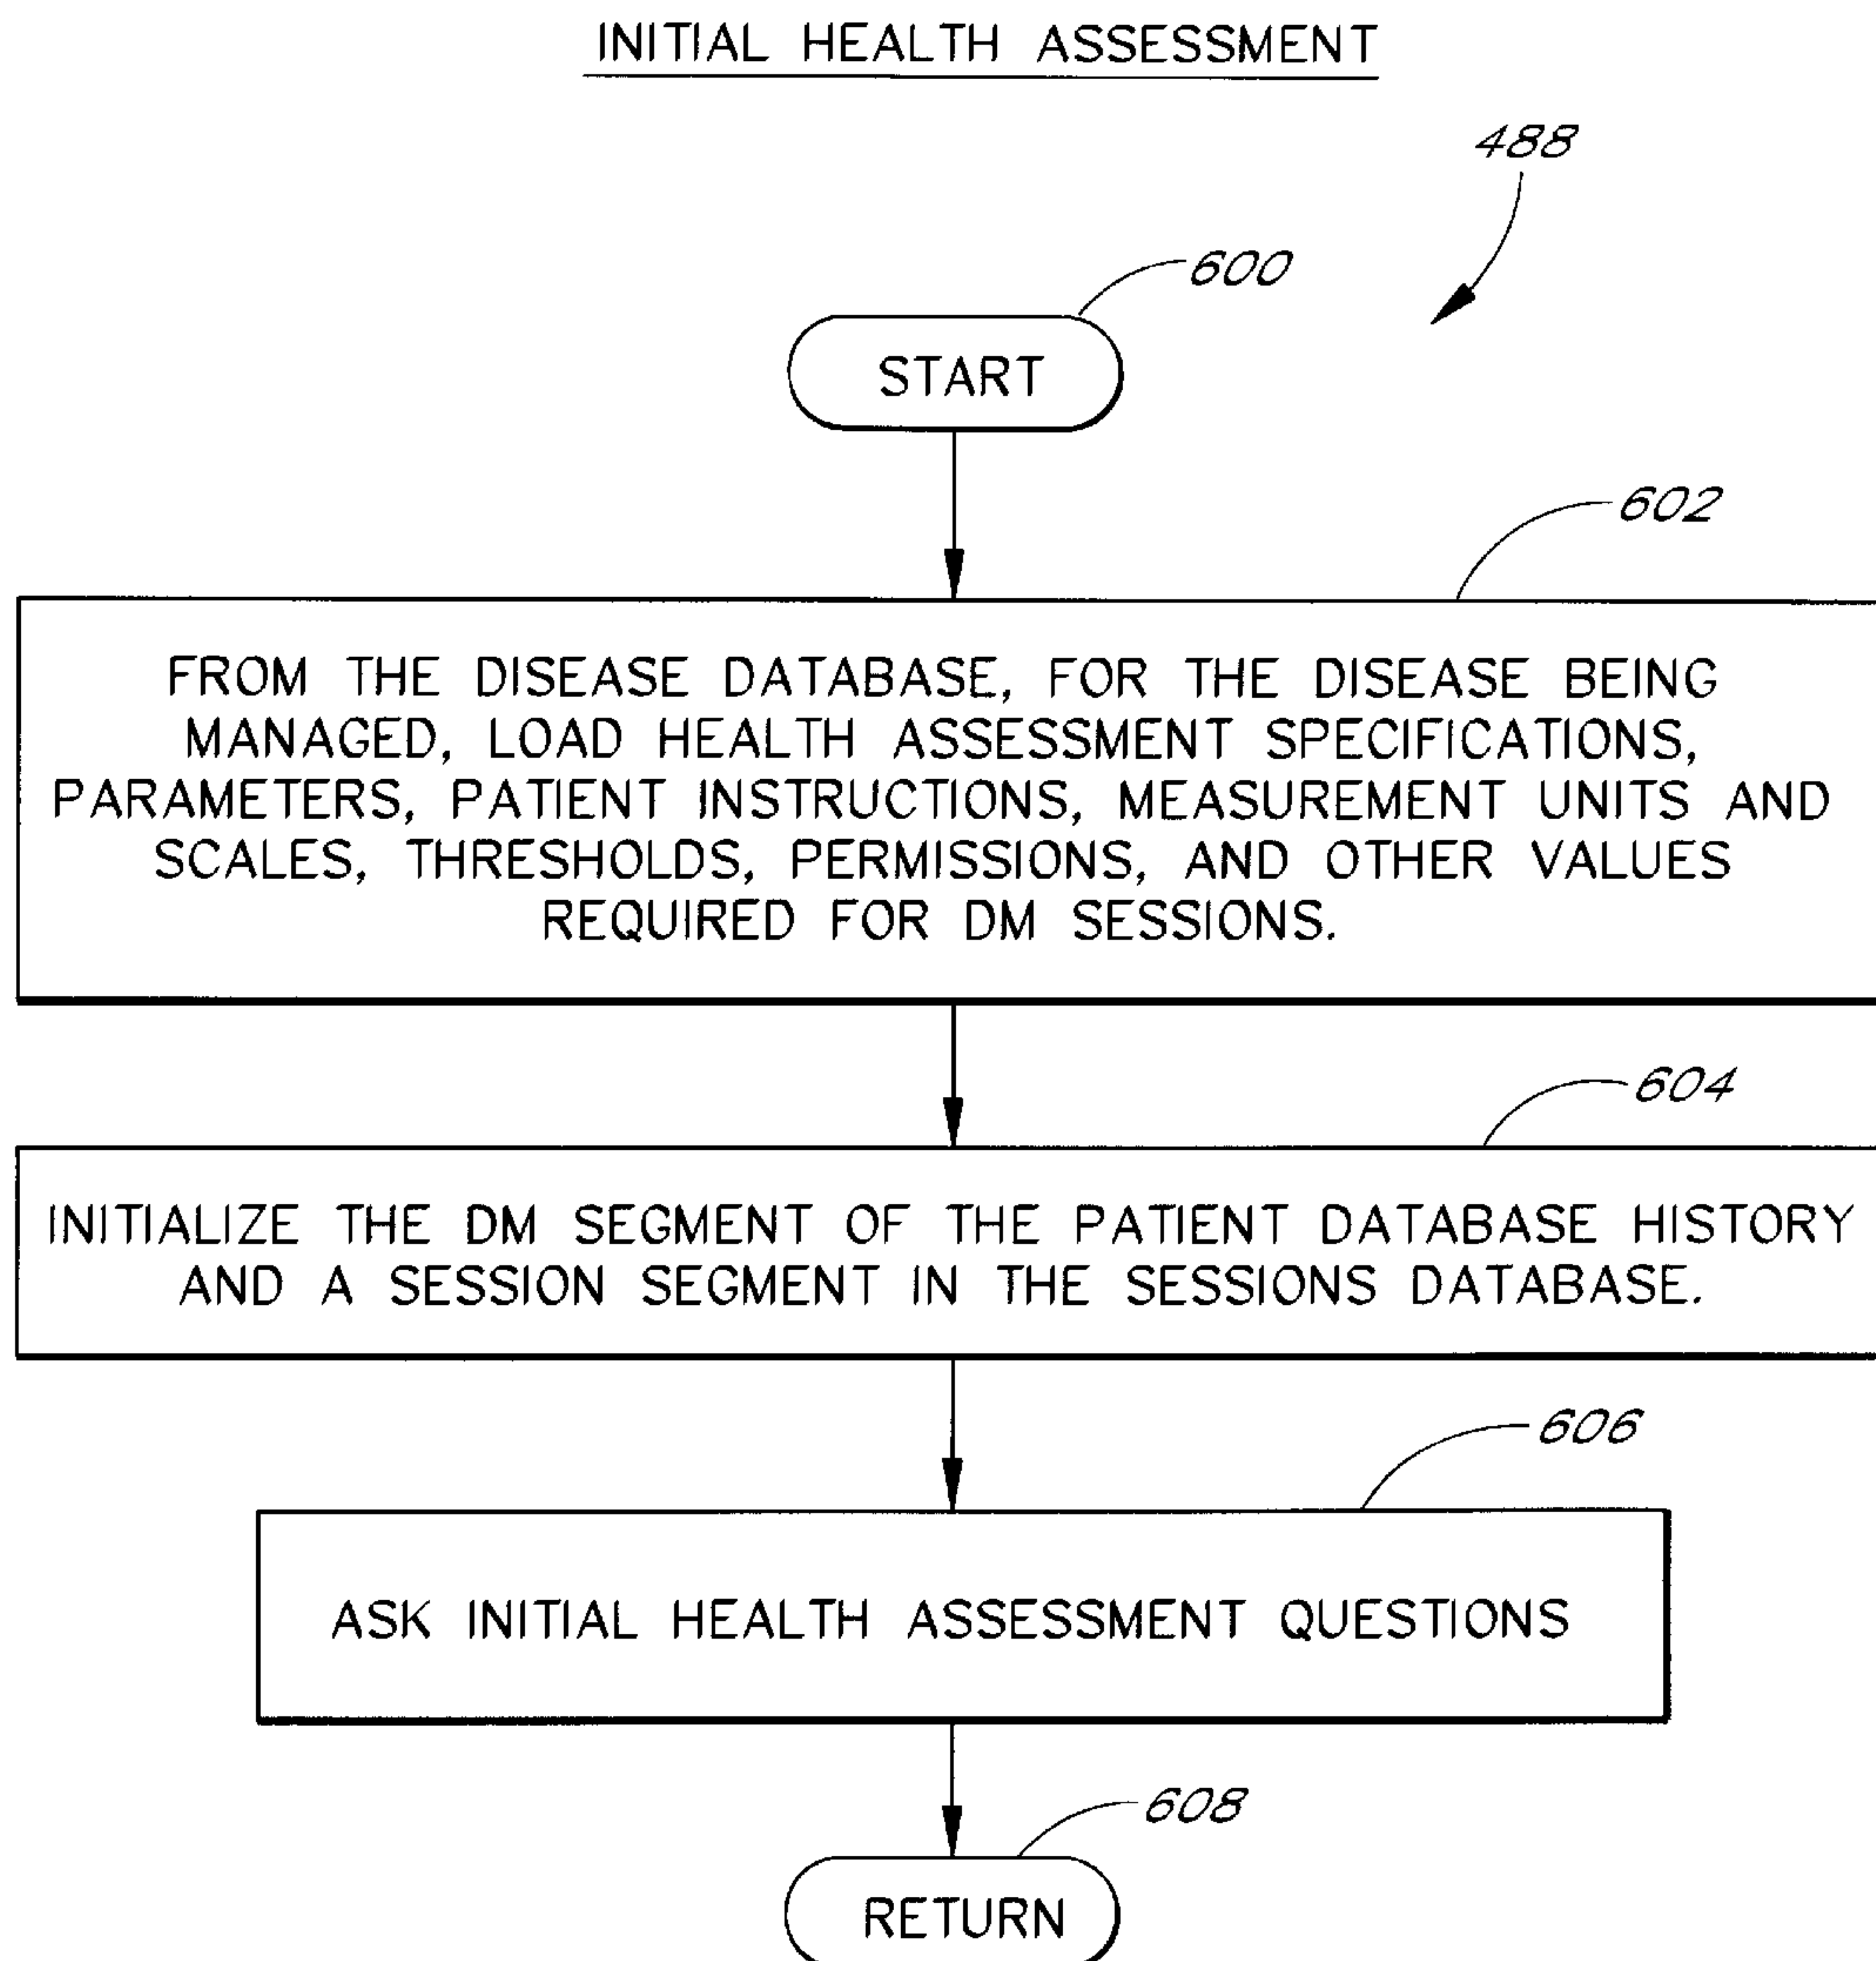 INITIAL HEALTH ASSESSMENT
488
600
START
602
FROM THE DISEASE DATABASE, FOR THE DISEASE BEING
MANAGED, LOAD HEALTH ASSESSMENT SPECIFICATIONS,
PARAMETERS, PATIENT INSTRUCTIONS, MEASUREMENT UNITS AND
SCALES, THRESHOLDS, PERMISSIONS, AND OTHER VALUES
REQUIRED FOR DM SESSIONS.
604
INITIALIZE THE DM SEGMENT OF THE PATIENT DATABASE HISTORY
AND A SESSION SEGMENT IN THE SESSIONS DATABASE.
606
ASK INITIAL HEALTH ASSESSMENT QUESTIONS
608
RETURN